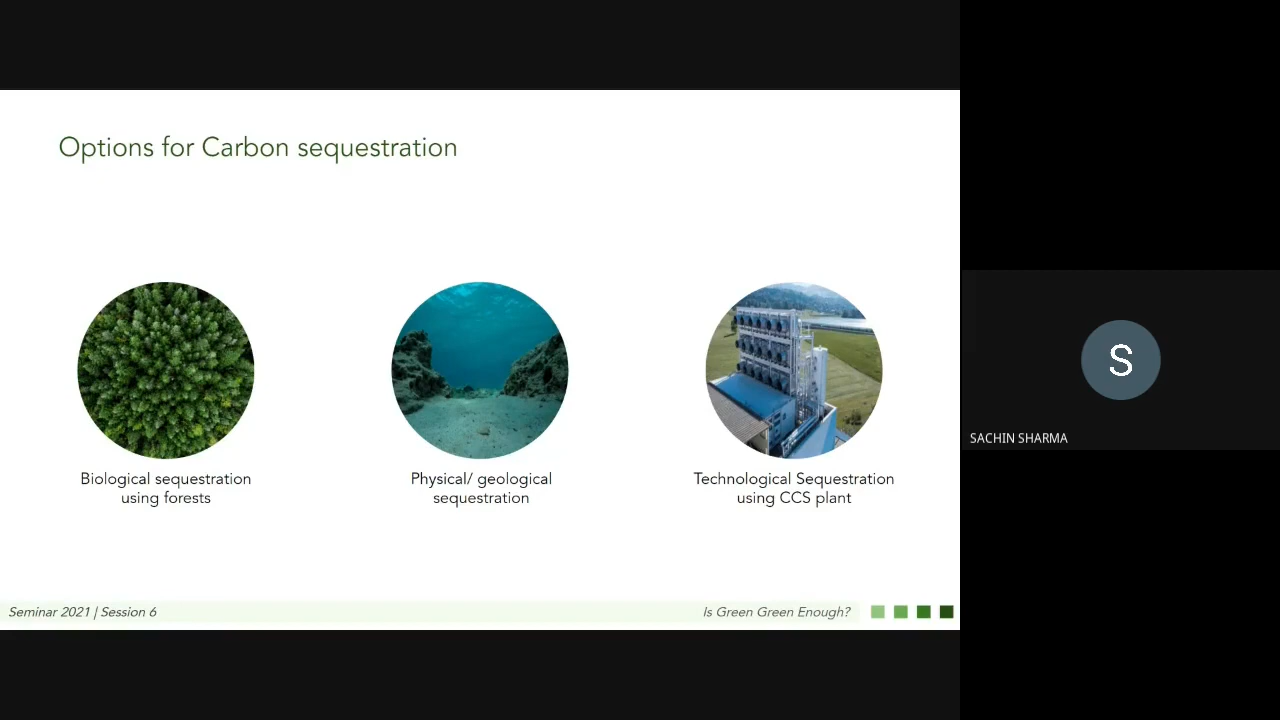 Options for Carbon sequestration
Biological sequestration
using forests
Physical/ geological
sequestration
Technological Sequestration
using CCS plant
Seminar 2021 | Session 6
Is Green Green Enough?
S
SACHIN SHARMA